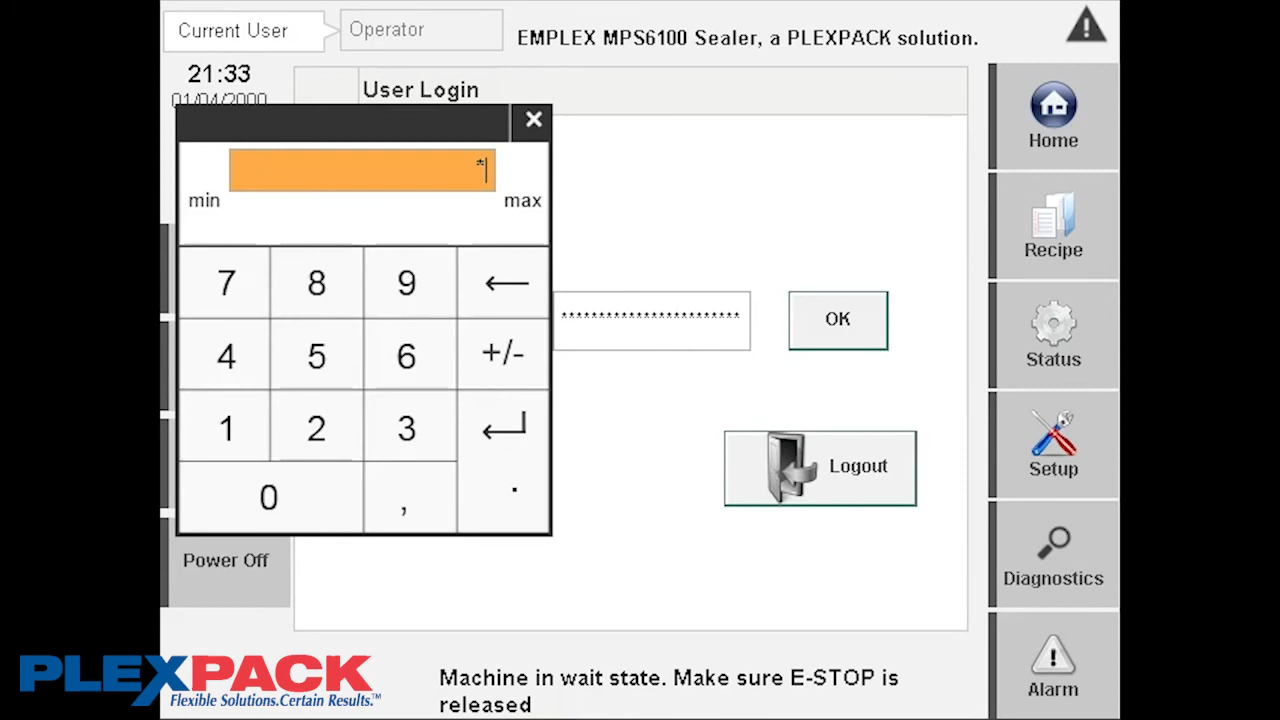 Current User
Operator
EMPLEX MPS6100 Sealer, a PLEXPACK solution.
21:33
01/04/2000
User Login
*
min
max
7 8 9
4 5 6 +/-
1 2 3
0 , .
***********************
OK
Logout
Power Off
Home
Recipe
Status
Setup
Diagnostics
Alarm
Machine in wait state. Make sure E-STOP is
released
PLEXPACK
Flexible Solutions.Certain Results.™